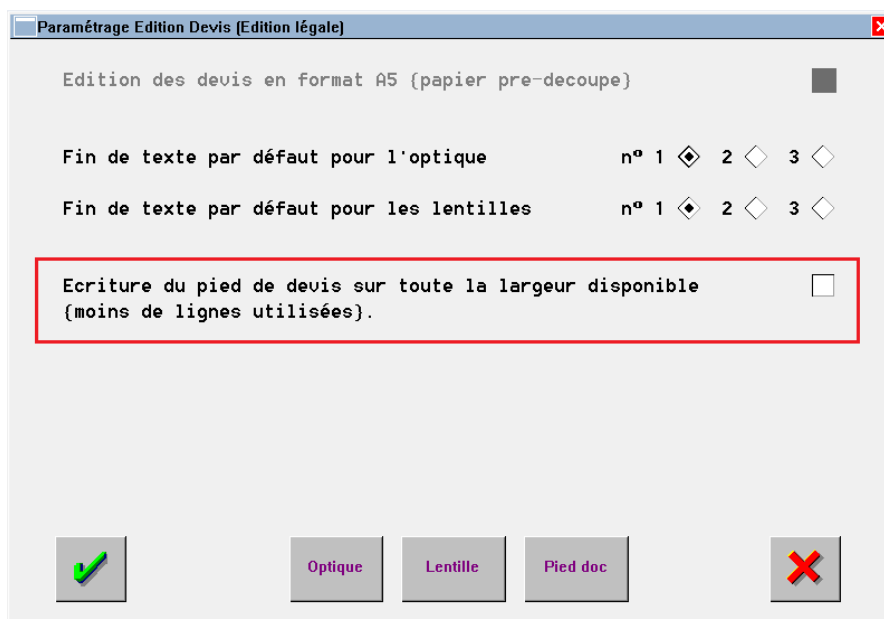 Paramétrage Edition Devis (Edition légale)
Edition des devis en format A5 (papier pre-decoupe)
Fin de texte par défaut pour l'optique nº 1 2 3
Fin de texte par défaut pour les lentilles nº 1 2 3
Ecriture du pied de devis sur toute la largeur disponible
(moins de lignes utilisées).
Optique Lentille Pied doc